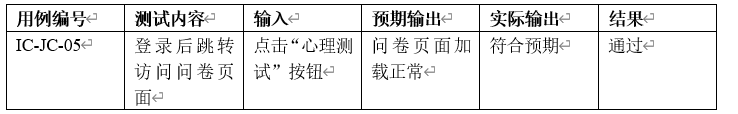 用例编号 测试内容 输入 预期输出 实际输出 结果
IC-JC-05 登录后跳转 点击“心理测 问卷页面加 符合预期 通过
访问问卷页 试”按钮 载正常
面